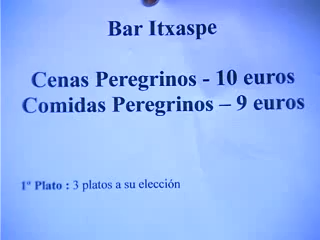 Bar Itxaspe
Cenas Peregrinos - 10 euros
Comidas Peregrinos – 9 euros
1º Plato : 3 platos a su elección